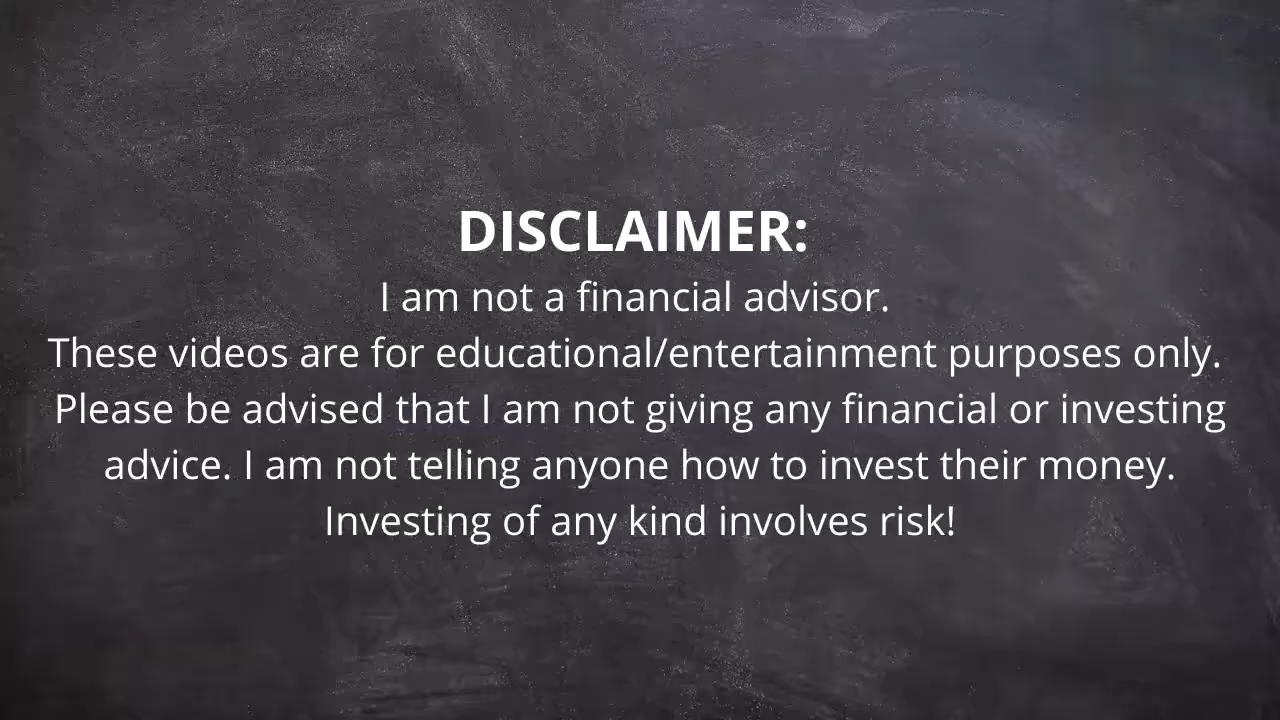 DISCLAIMER:
I am not a financial advisor.
These videos are for educational/entertainment purposes only.
Please be advised that I am not giving any financial or investing
advice. I am not telling anyone how to invest their money.
Investing of any kind involves risk!